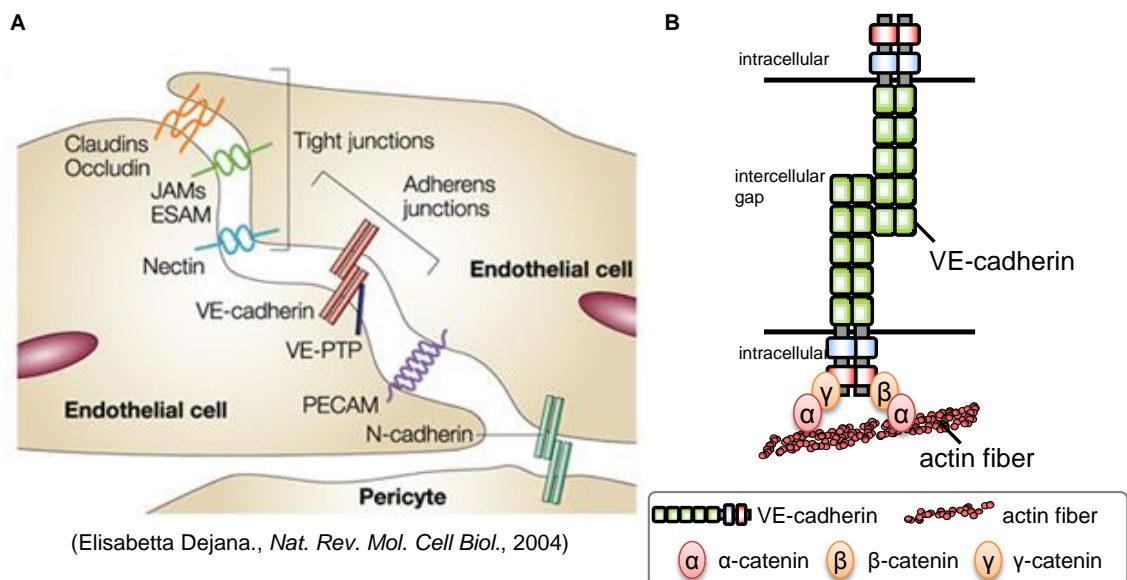 A
Claudins
Occludin
JAMs
ESAM
Nectin
Tight junctions
Adherens
junctions
Endothelial cell
VE-cadherin
VE-PTP
PECAM
Endothelial cell
N-cadherin
Pericyte
(Elisabetta Dejana., Nat. Rev. Mol. Cell Biol., 2004)
B
intracellular
intercellular
gap
VE-cadherin
intracellular
γ
β
α
α
actin fiber
VE-cadherin
actin fiber
α α-catenin
β β-catenin
γ γ-catenin